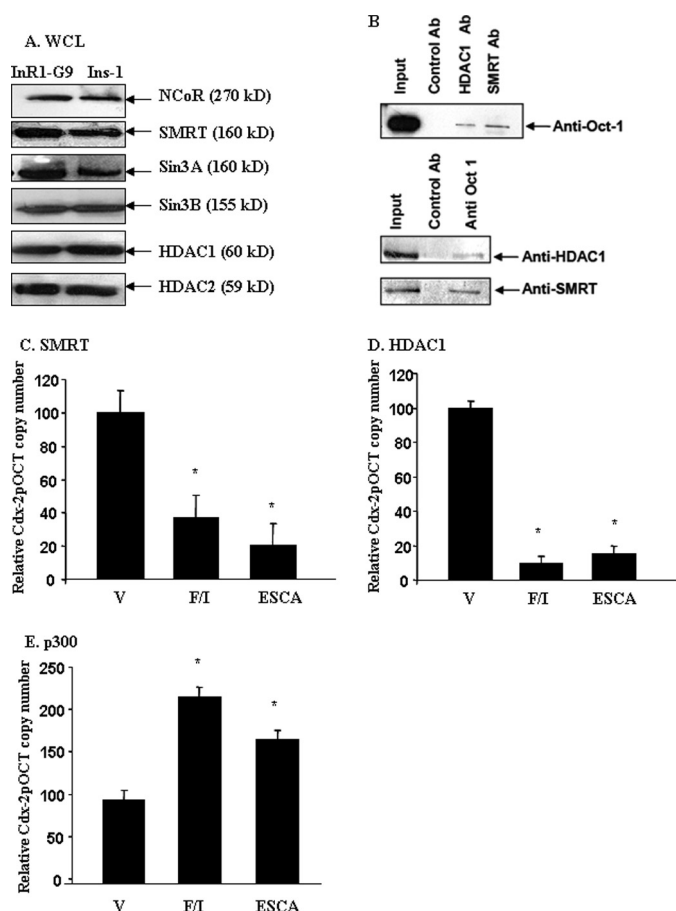 A. WCL
InR1-G9 Ins-1
NCoR (270 kD)
SMRT (160 kD)
Sin3A (160 kD)
Sin3B (155 kD)
HDAC1 (60 kD)
HDAC2 (59 kD)
B
Input
Control Ab
HDAC1 Ab
SMRT Ab
Anti-Oct-1
Input
Control Ab
Anti Oct 1
Anti-HDAC1
Anti-SMRT
C. SMRT
Relative Cdx-2pOCT copy number
120
100
80
60
40
20
0
*
*
V F/I ESCA
D. HDAC1
Relative Cdx-2pOCT copy number
120
100
80
60
40
20
0
*
*
V F/I ESCA
E. p300
Relative Cdx-2pOCT copy number
250
200
150
100
50
0
*
*
V F/I ESCA